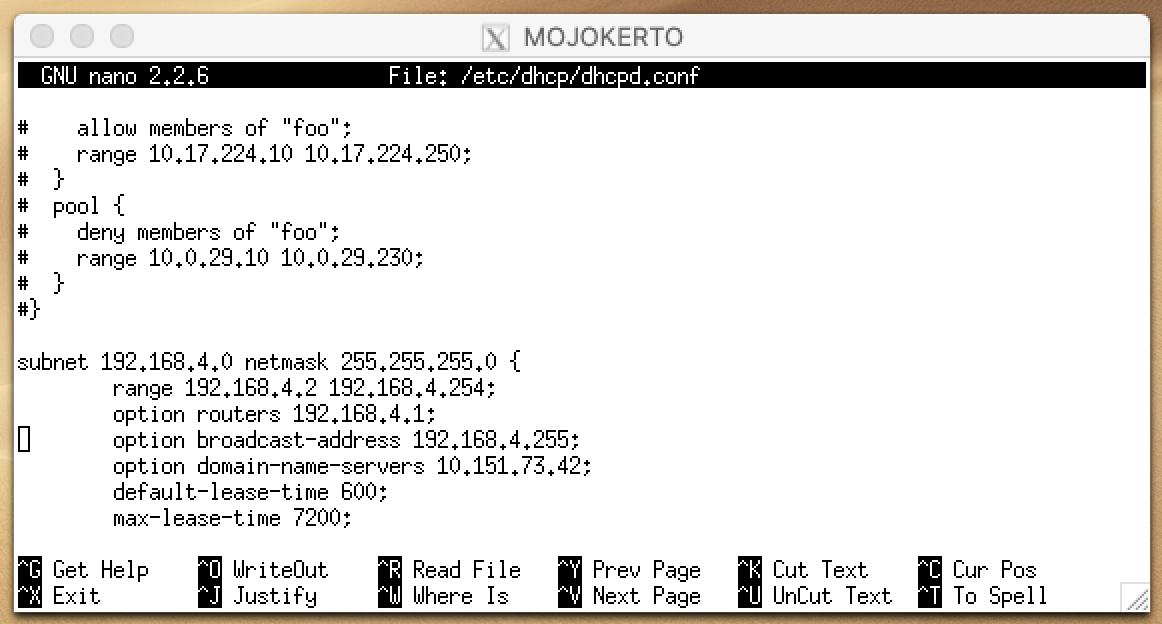 MOJOKERTO
GNU nano 2.2.6 File: /etc/dhcp/dhcpd.conf
#    allow members of "foo";
#    range 10.17.224.10 10.17.224.250;
#  }
#  pool {
#    deny members of "foo";
#    range 10.0.29.10 10.0.29.230;
#  }
#}
subnet 192.168.4.0 netmask 255.255.255.0 {
        range 192.168.4.2 192.168.4.254;
        option routers 192.168.4.1;
        option broadcast-address 192.168.4.255;
        option domain-name-servers 10.151.73.42;
        default-lease-time 600;
        max-lease-time 7200;
^G Get Help ^O WriteOut ^R Read File ^Y Prev Page ^K Cut Text ^C Cur Pos
^X Exit ^J Justify ^W Where Is ^V Next Page ^U UnCut Text ^T To Spell